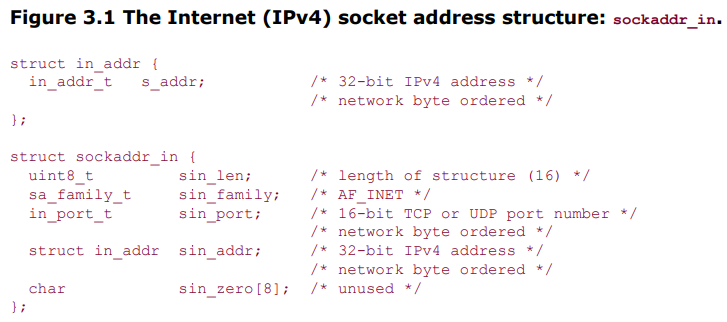 Figure 3.1 The Internet (IPv4) socket address structure: sockaddr_in.
struct in_addr {
  in_addr_t   s_addr;           /* 32-bit IPv4 address */
                                /* network byte ordered */
};
struct sockaddr_in {
  uint8_t         sin_len;      /* length of structure (16) */
  sa_family_t     sin_family;   /* AF_INET */
  in_port_t       sin_port;     /* 16-bit TCP or UDP port number */
                                /* network byte ordered */
  struct in_addr  sin_addr;     /* 32-bit IPv4 address */
                                /* network byte ordered */
  char            sin_zero[8];  /* unused */
};